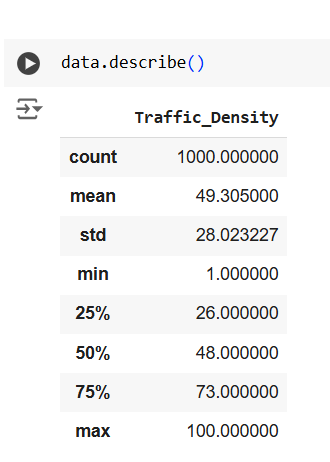 data.describe()
Traffic_Density
count 1000.000000
mean 49.305000
std 28.023227
min 1.000000
25% 26.000000
50% 48.000000
75% 73.000000
max 100.000000